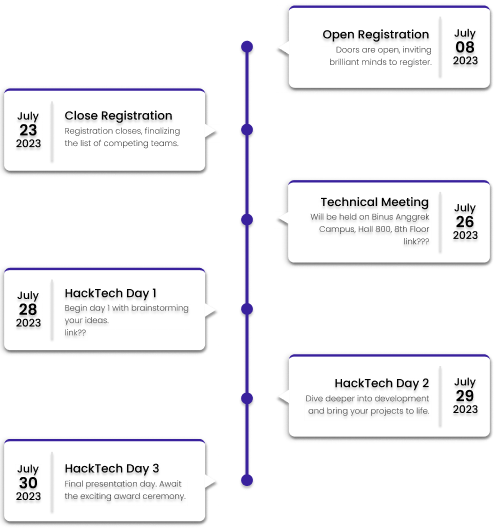 Open Registration
Doors are open, inviting
brilliant minds to register.
July
08
2023
July
23
2023
Close Registration
Registration closes, finalizing
the list of competing teams.
Technical Meeting
Will be held on Binus Anggrek
Campus, Hall 800, 8th Floor
link???
July
26
2023
July
28
2023
HackTech Day 1
Begin day 1 with brainstorming
your ideas.
link??
HackTech Day 2
Dive deeper into development
and bring your projects to life.
July
29
2023
July
30
2023
HackTech Day 3
Final presentation day. Await
the exciting award ceremony.